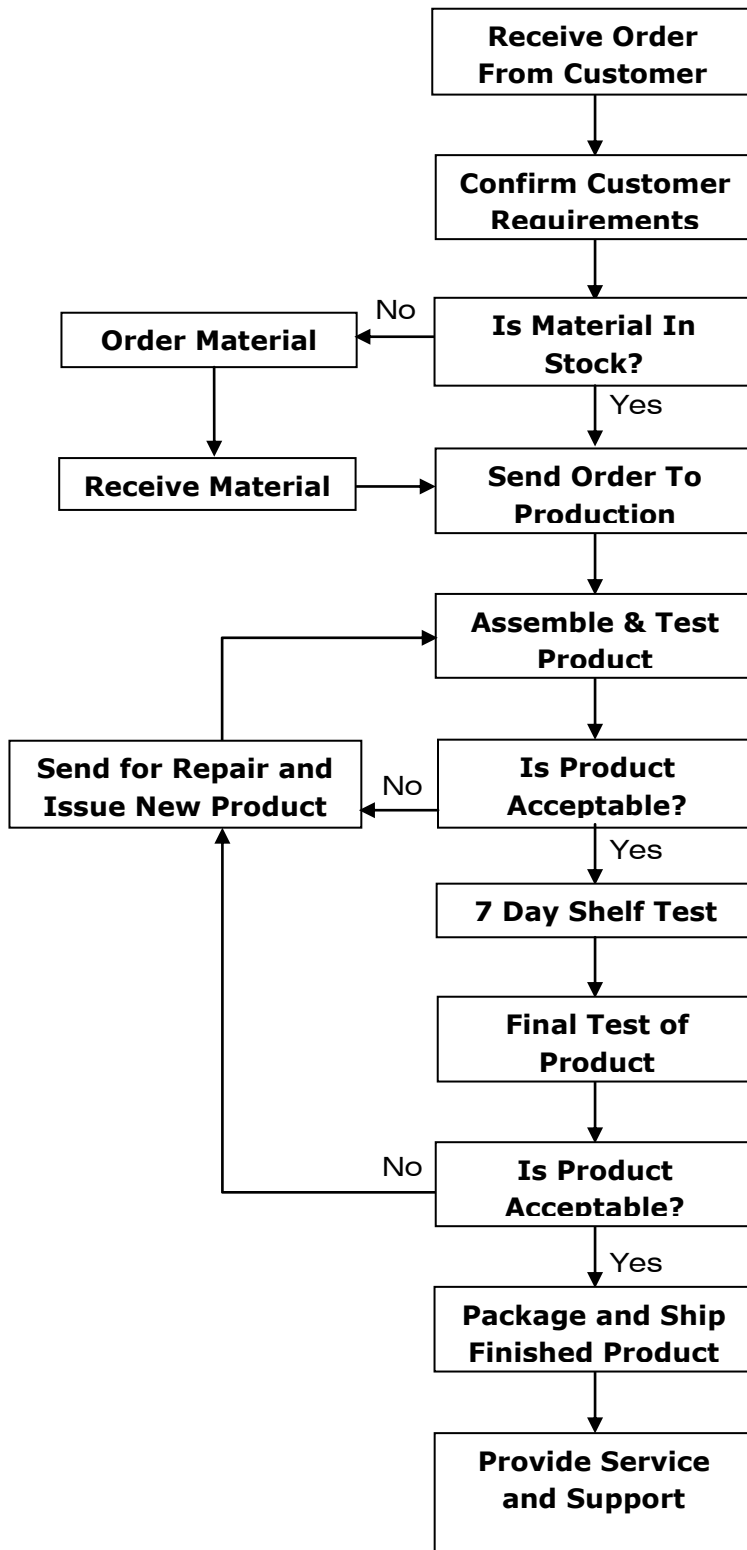 Receive Order
From Customer
Confirm Customer
Requirements
No
Is Material In
Stock?
Order Material
Yes
Receive Material
Send Order To
Production
Assemble & Test
Product
Send for Repair and
Issue New Product
No
Is Product
Acceptable?
Yes
7 Day Shelf Test
Final Test of
Product
No
Is Product
Acceptable?
Yes
Package and Ship
Finished Product
Provide Service
and Support